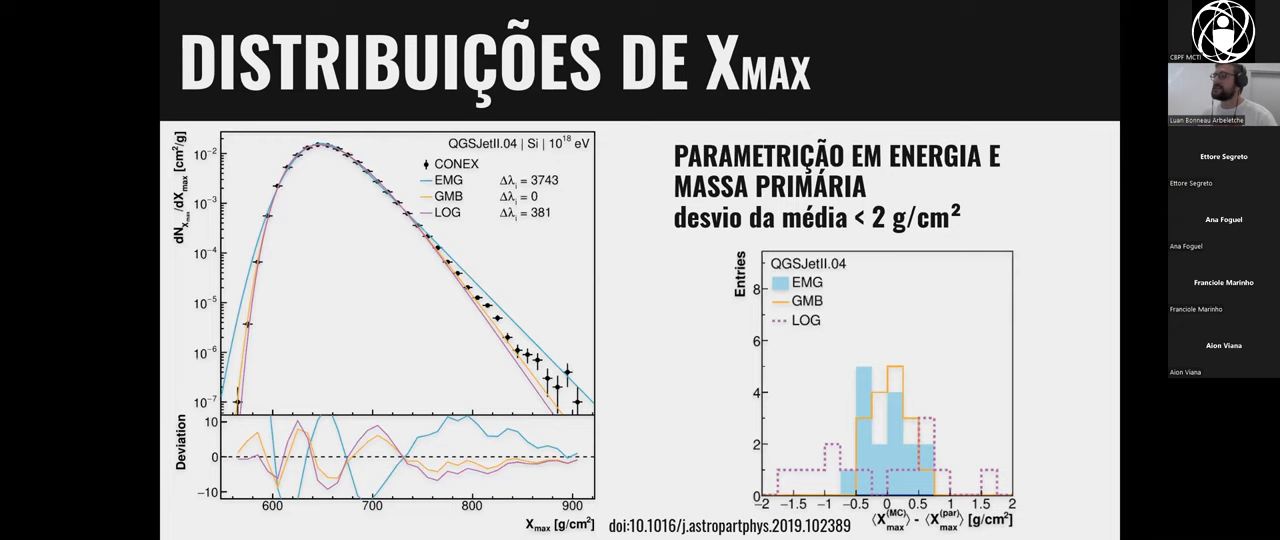 DISTRIBUIÇÕES DE XMAX
QGSJetII.04 | Si | 10¹⁸ eV
CONEX
EMG Δλᵢ = 3743
GMB Δλᵢ = 0
LOG Δλᵢ = 381
dN_Xmax/dX_max [cm²/g]
10⁻²
10⁻³
10⁻⁴
10⁻⁵
10⁻⁶
10⁻⁷
Deviation
10
0
−10
600 700 800 900
X_max [g/cm²]
PARAMETRIÇÃO EM ENERGIA E
MASSA PRIMÁRIA
desvio da média < 2 g/cm²
Entries
QGSJetII.04
EMG
GMB
LOG
8
6
4
2
0
−2 −1.5 −1 −0.5 0 0.5 1 1.5 2
⟨X_max^(MC)⟩ - ⟨X_max^(par)⟩ [g/cm²]
doi:10.1016/j.astropartphys.2019.102389
CBPF MCTI
Luan Bonneau Arbeletche
Ettore Segreto
Ettore Segreto
Ana Foguel
Ana Foguel
Franciole Marinho
Franciole Marinho
Aion Viana
Aion Viana